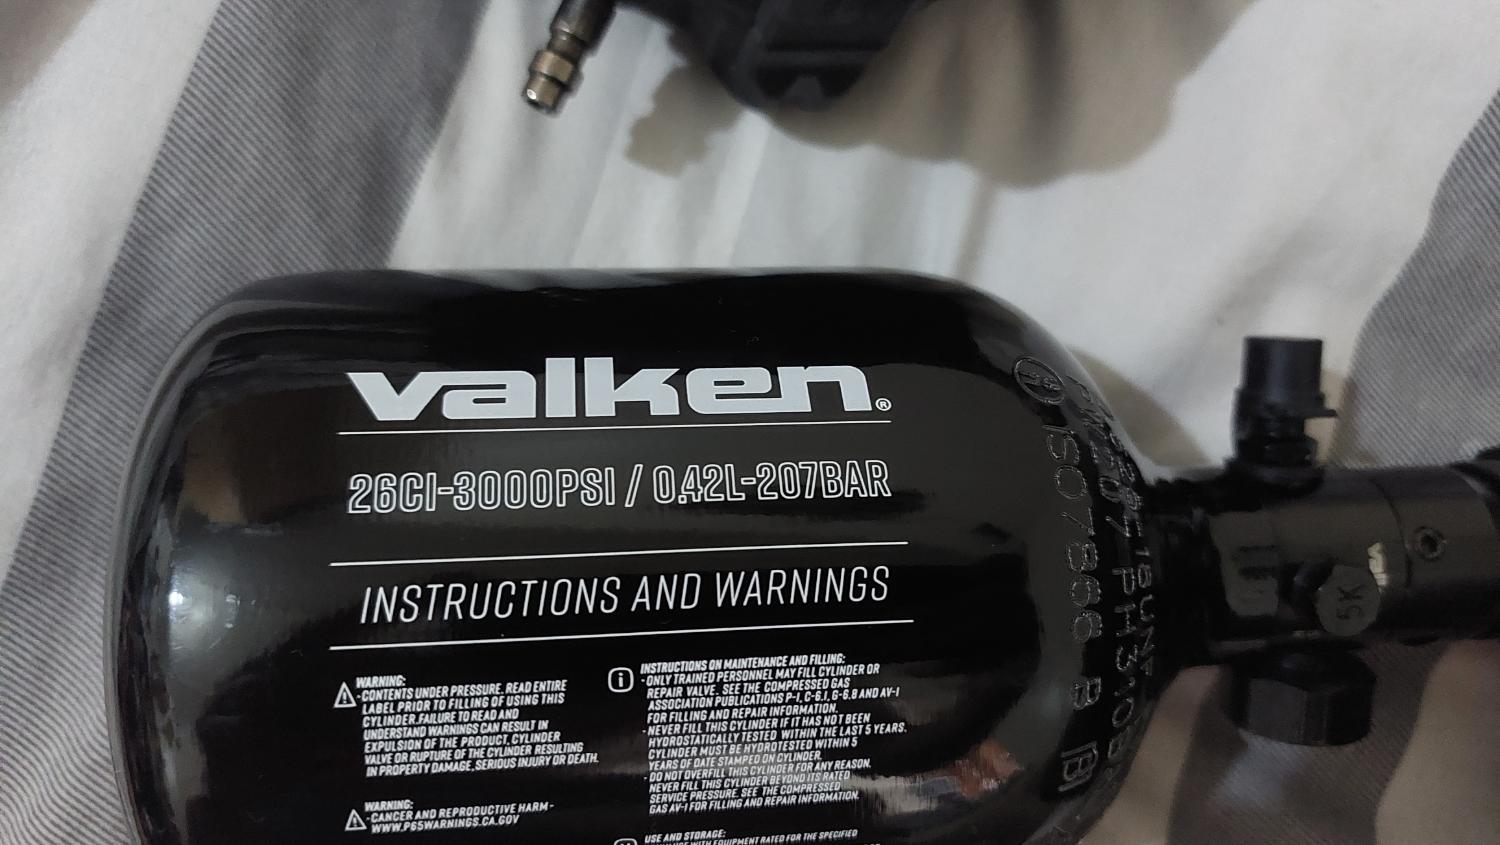 valken®
26CI-3000PSI / 0.42L-207BAR
INSTRUCTIONS AND WARNINGS
WARNING:
-CONTENTS UNDER PRESSURE. READ ENTIRE
LABEL PRIOR TO FILLING OF USING THIS
CYLINDER.FAILURE TO READ AND
UNDERSTAND WARNINGS CAN RESULT IN
EXPULSION OF THE PRODUCT, CYLINDER
VALVE OR RUPTURE OF THE CYLINDER RESULTING
IN PROPERTY DAMAGE,SERIOUS INJURY OR DEATH.
WARNING:
-CANCER AND REPRODUCTIVE HARM-
WWW.P65WARNINGS.CA.GOV
INSTRUCTIONS ON MAINTENANCE AND FILLING:
-ONLY TRAINED PERSONNEL MAY FILL CYLINDER OR
REPAIR VALVE. SEE THE COMPRESSED GAS
ASSOCIATION PUBLICATIONS P-1, C-6.1, G-6.8 AND AV-1
FOR FILLING AND REPAIR INFORMATION.
-NEVER FILL THIS CYLINDER IF IT HAS NOT BEEN
HYDROSTATICALLY TESTED WITHIN THE LAST 5 YEARS.
CYLINDER MUST BE HYDROTESTED WITHIN 5
YEARS OF DATE STAMPED ON CYLINDER.
-DO NOT OVERFILL THIS CYLINDER FOR ANY REASON.
NEVER FILL THIS CYLINDER BEYOND ITS RATED
SERVICE PRESSURE. SEE THE COMPRESSED
GAS AV-1 FOR FILLING AND REPAIR INFORMATION.
USE AND STORAGE:
WITH EQUIPMENT RATED FOR THE SPECIFIED
ISO7866 B
5K